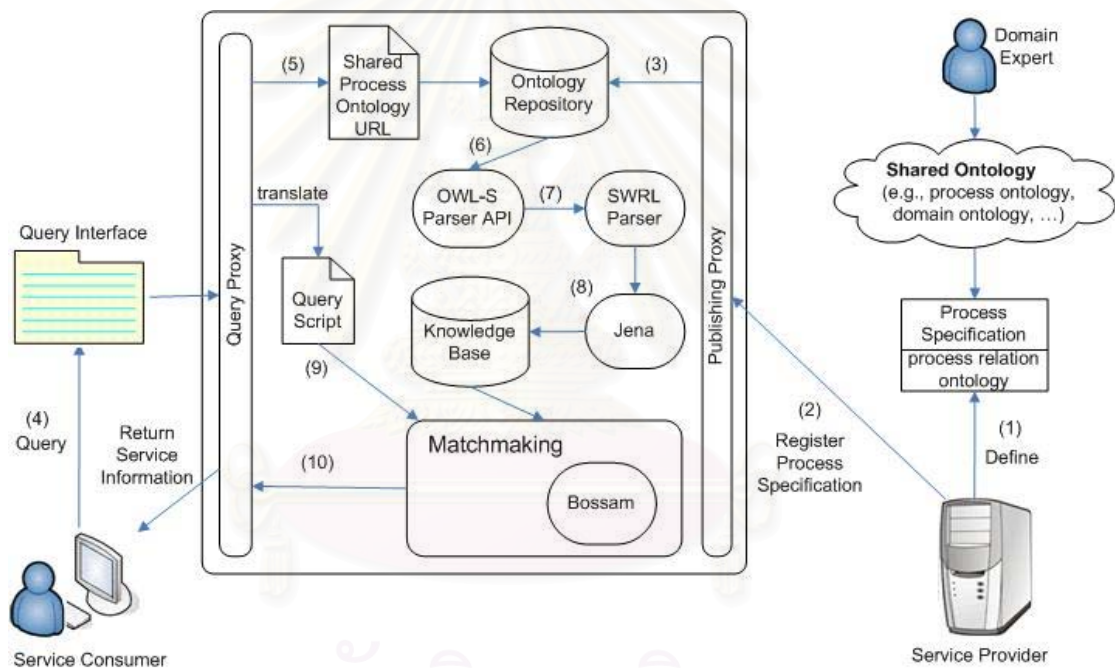 Domain
Expert
(5)
Shared
Process
Ontology
URL
Ontology
Repository
(3)
(6)
Shared Ontology
(e.g., process ontology,
domain ontology, ...)
translate
OWL-S
Parser API
(7)
SWRL
Parser
Query Interface
Query Proxy
Publishing Proxy
Query
Script
Knowledge
Base
(8)
Jena
Process
Specification
process relation
ontology
(9)
(4)
Query
Return
Service
Information
(10)
Matchmaking
Bossam
(2)
Register
Process
Specification
(1)
Define
Service Consumer
Service Provider